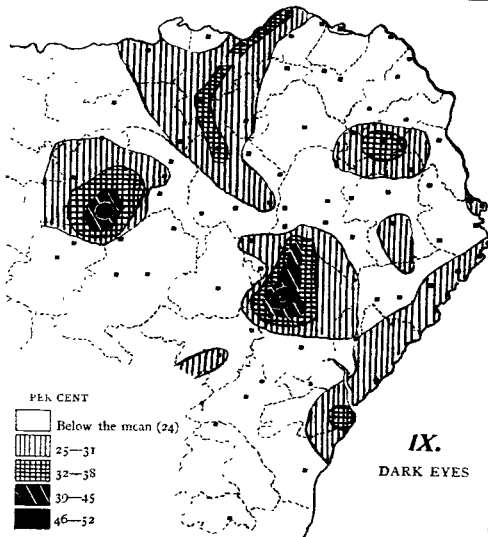 PER CENT
Below the mean (24)
25—31
32—38
39—45
46—52
IX.
DARK EYES